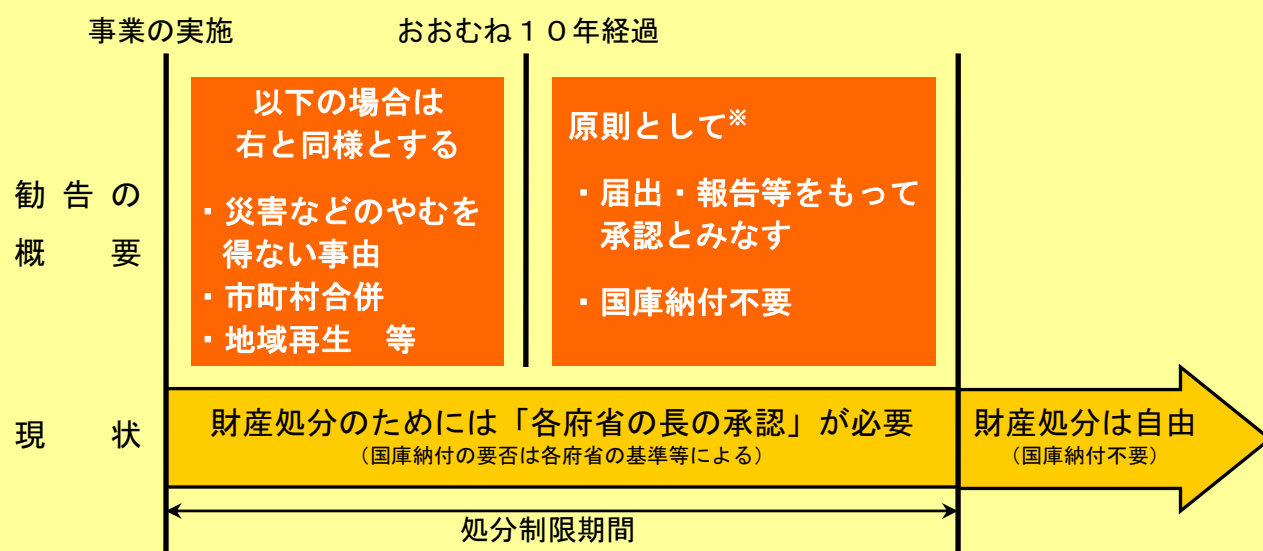 事業の実施
おおむね１０年経過
勧告の
概要
以下の場合は
右と同様とする
・災害などのやむを
得ない事由
・市町村合併
・地域再生　等
原則として※
・届出・報告等をもって
承認とみなす
・国庫納付不要
現状
財産処分のためには「各府省の長の承認」が必要
（国庫納付の要否は各府省の基準等による）
財産処分は自由
（国庫納付不要）
処分制限期間